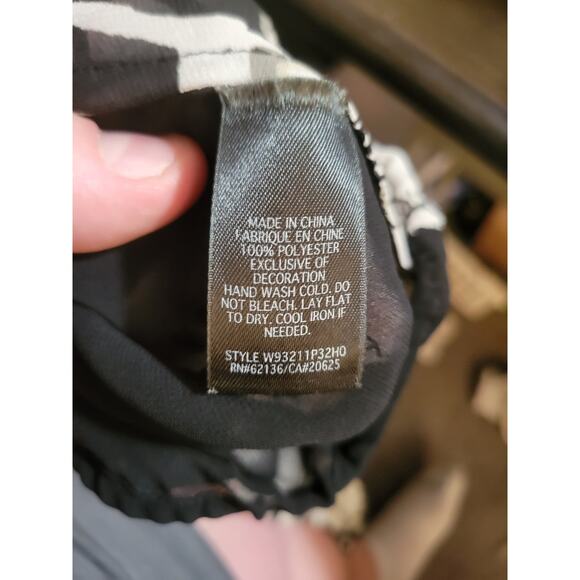 MADE IN CHINA
FABRIQUE EN CHINE
100% POLYESTER
EXCLUSIVE OF
DECORATION
HAND WASH COLD. DO
NOT BLEACH. LAY FLAT
TO DRY. COOL IRON IF
NEEDED.
STYLE W93211P32HO
RN#62136/CA#20625